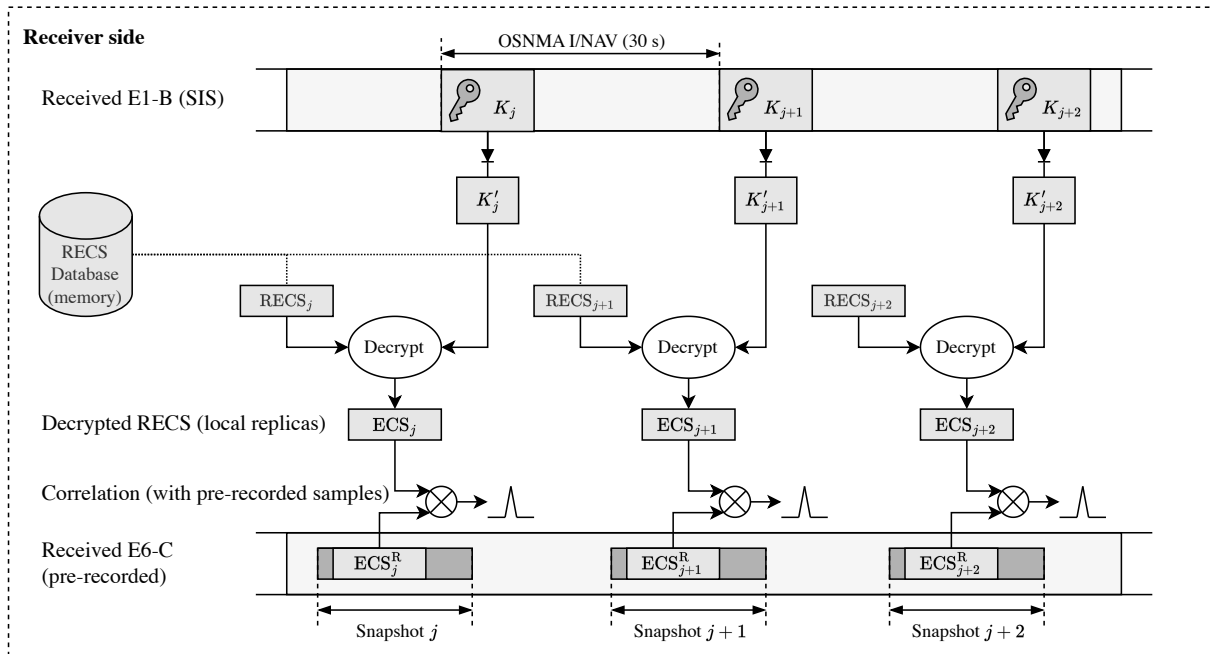 Receiver side
OSNMA I/NAV (30 s)
Received E1-B (SIS)
K_j
K_{j+1}
K_{j+2}
K'_j
K'_{j+1}
K'_{j+2}
RECS
Database
(memory)
RECS_j
RECS_{j+1}
RECS_{j+2}
Decrypt
Decrypt
Decrypt
Decrypted RECS (local replicas)
ECS_j
ECS_{j+1}
ECS_{j+2}
Correlation (with pre-recorded samples)
Received E6-C
(pre-recorded)
ECS^R_j
ECS^R_{j+1}
ECS^R_{j+2}
Snapshot j
Snapshot j + 1
Snapshot j + 2